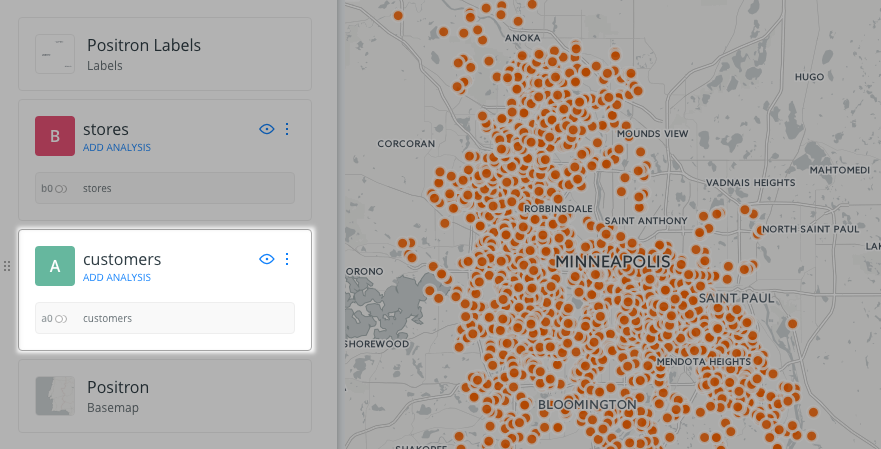 Positron Labels
Labels
B
stores
ADD ANALYSIS
b0
stores
A
customers
ADD ANALYSIS
a0
customers
Positron
Basemap
ANOKA
HUGO
MOUNDS VIEW
CORCORAN
MAHTOMEDI
VADNAIS HEIGHTS
ROBBINSDALE
SAINT ANTHONY
NORTH SAINT PAUL
LAK
MINNEAPOLIS
ORONO
SAINT PAUL
SHOREWOOD
MENDOTA HEIGHTS
BLOOMINGTON
SHAKOPEE